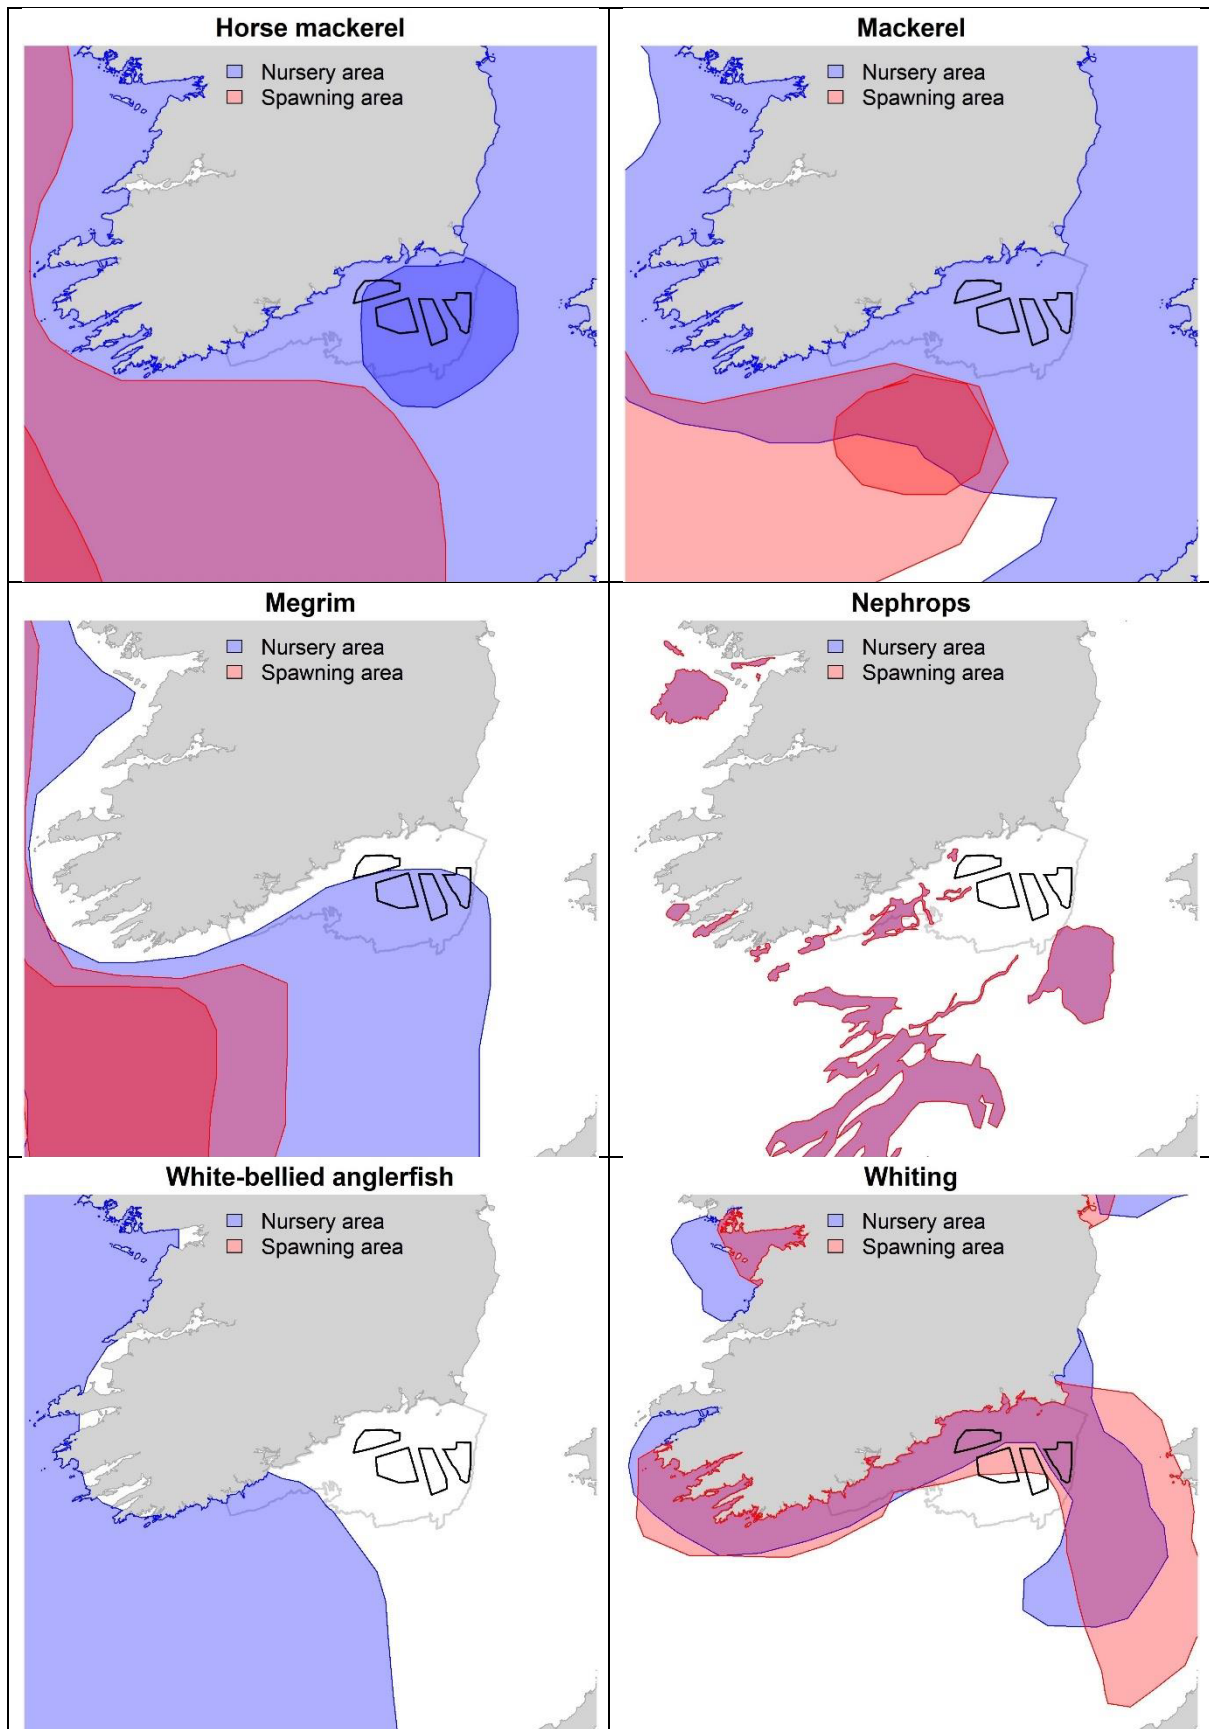 Horse mackerel
Nursery area
Spawning area
Mackerel
Nursery area
Spawning area
Megrim
Nursery area
Spawning area
Nephrops
Nursery area
Spawning area
White-bellied anglerfish
Nursery area
Spawning area
Whiting
Nursery area
Spawning area